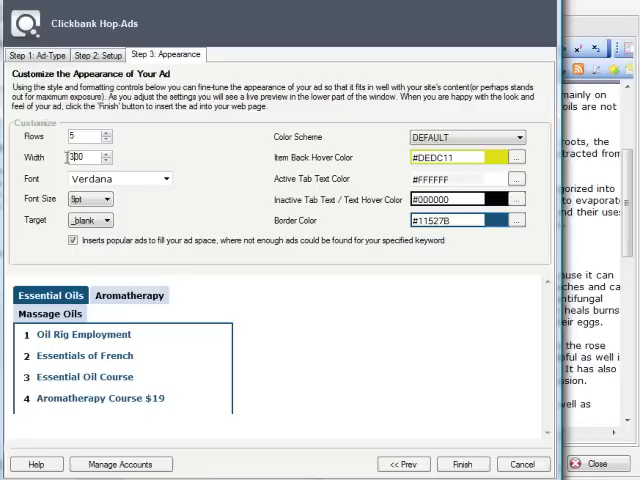 Clickbank Hop-Ads
Step 1: Ad-Type
Step 2: Setup
Step 3: Appearance
Customize the Appearance of Your Ad
Using the style and formatting controls below you can fine-tune the appearance of your ad so that it fits in well with your site's content(or perhaps stands
out for maximum exposure). As you adjust the settings you will see a live preview in the lower part of the window. When you are happy with the look and
feel of your ad, click the 'Finish' button to insert the ad into your web page.
Customize
Rows 5
Width 300
Font Verdana
Font Size 9pt
Target _blank
Color Scheme DEFAULT
Item Back Hover Color #DEDC11 ...
Active Tab Text Color #FFFFFF ...
Inactive Tab Text / Text Hover Color #000000 ...
Border Color #11527B ...
Inserts popular ads to fill your ad space, where not enough ads could be found for your specified keyword
Essential Oils
Aromatherapy
Massage Oils
1 Oil Rig Employment
2 Essentials of French
3 Essential Oil Course
4 Aromatherapy Course $19
Help
Manage Accounts
<< Prev
Finish
Cancel
mainly on
oils are not
roots, the
tracted from
gorized into
to evaporate
nd their uses
ause it can
ches and ca
antifungal
heals burns
eir eggs.
the rose
oful as well i
It has also
ssion.
well as
Close